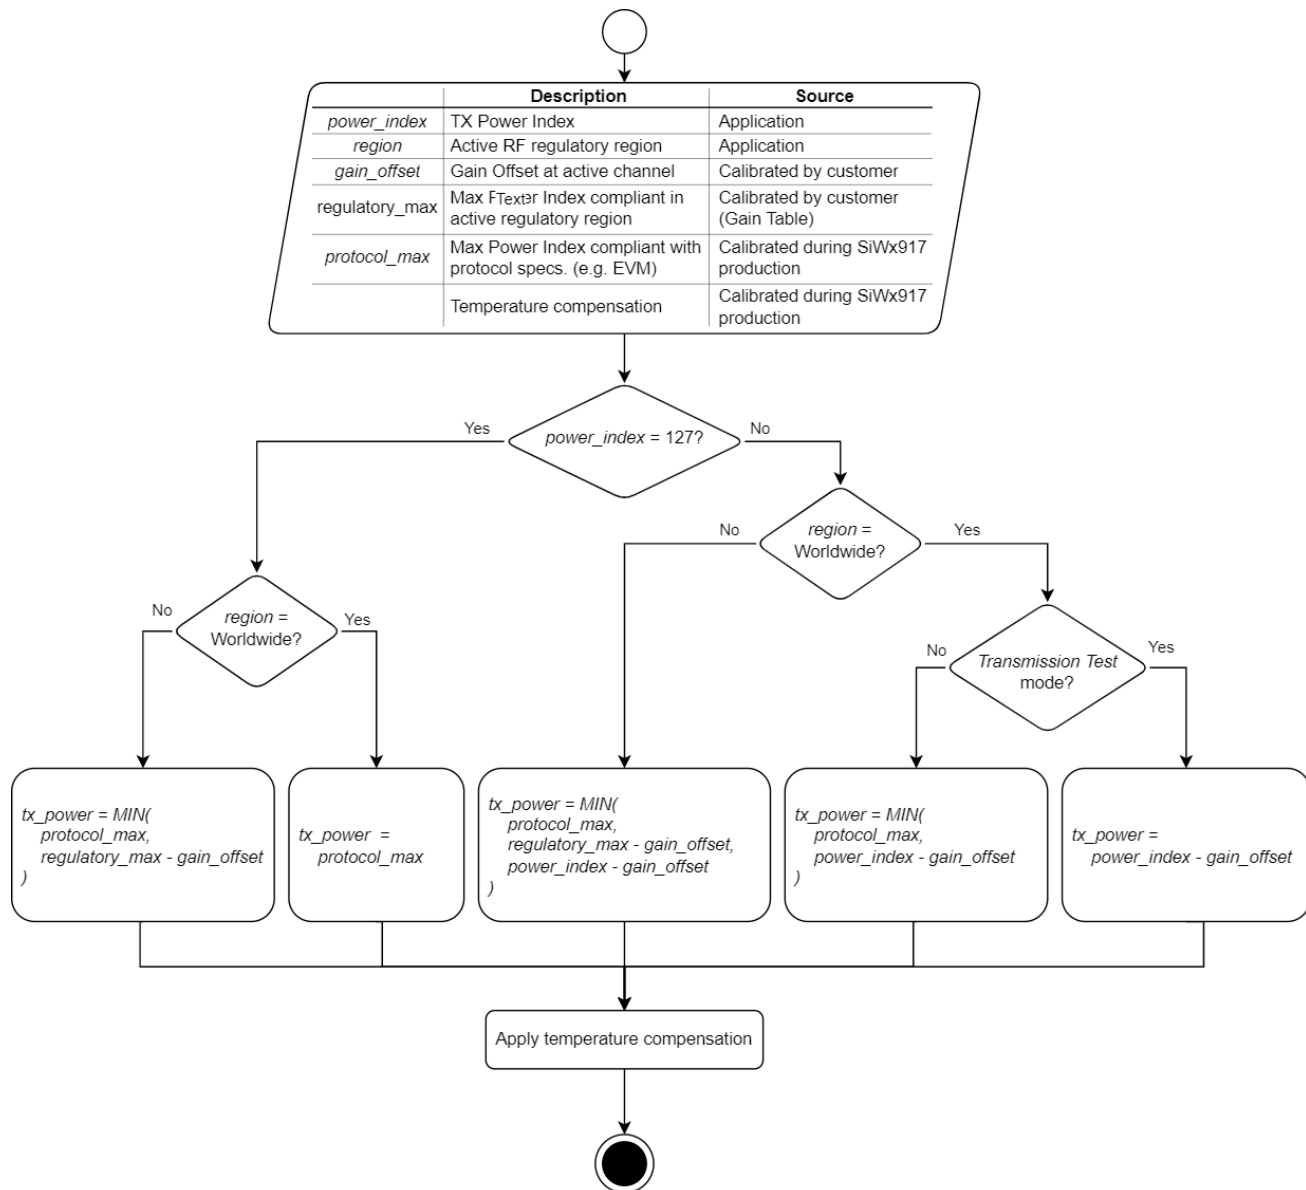 Description Source
power_index TX Power Index Application
region Active RF regulatory region Application
gain_offset Gain Offset at active channel Calibrated by customer
regulatory_max Max Text er Index compliant in active regulatory region Calibrated by customer (Gain Table)
protocol_max Max Power Index compliant with protocol specs. (e.g. EVM) Calibrated during SiWx917 production
Temperature compensation Calibrated during SiWx917 production
power_index = 127?
Yes
No
region =
Worldwide?
No
Yes
region =
Worldwide?
No
Yes
Transmission Test
mode?
No
Yes
tx_power = MIN(
protocol_max,
regulatory_max - gain_offset
)
tx_power =
protocol_max
tx_power = MIN(
protocol_max,
regulatory_max - gain_offset,
power_index - gain_offset
)
tx_power = MIN(
protocol_max,
power_index - gain_offset
)
tx_power =
power_index - gain_offset
Apply temperature compensation